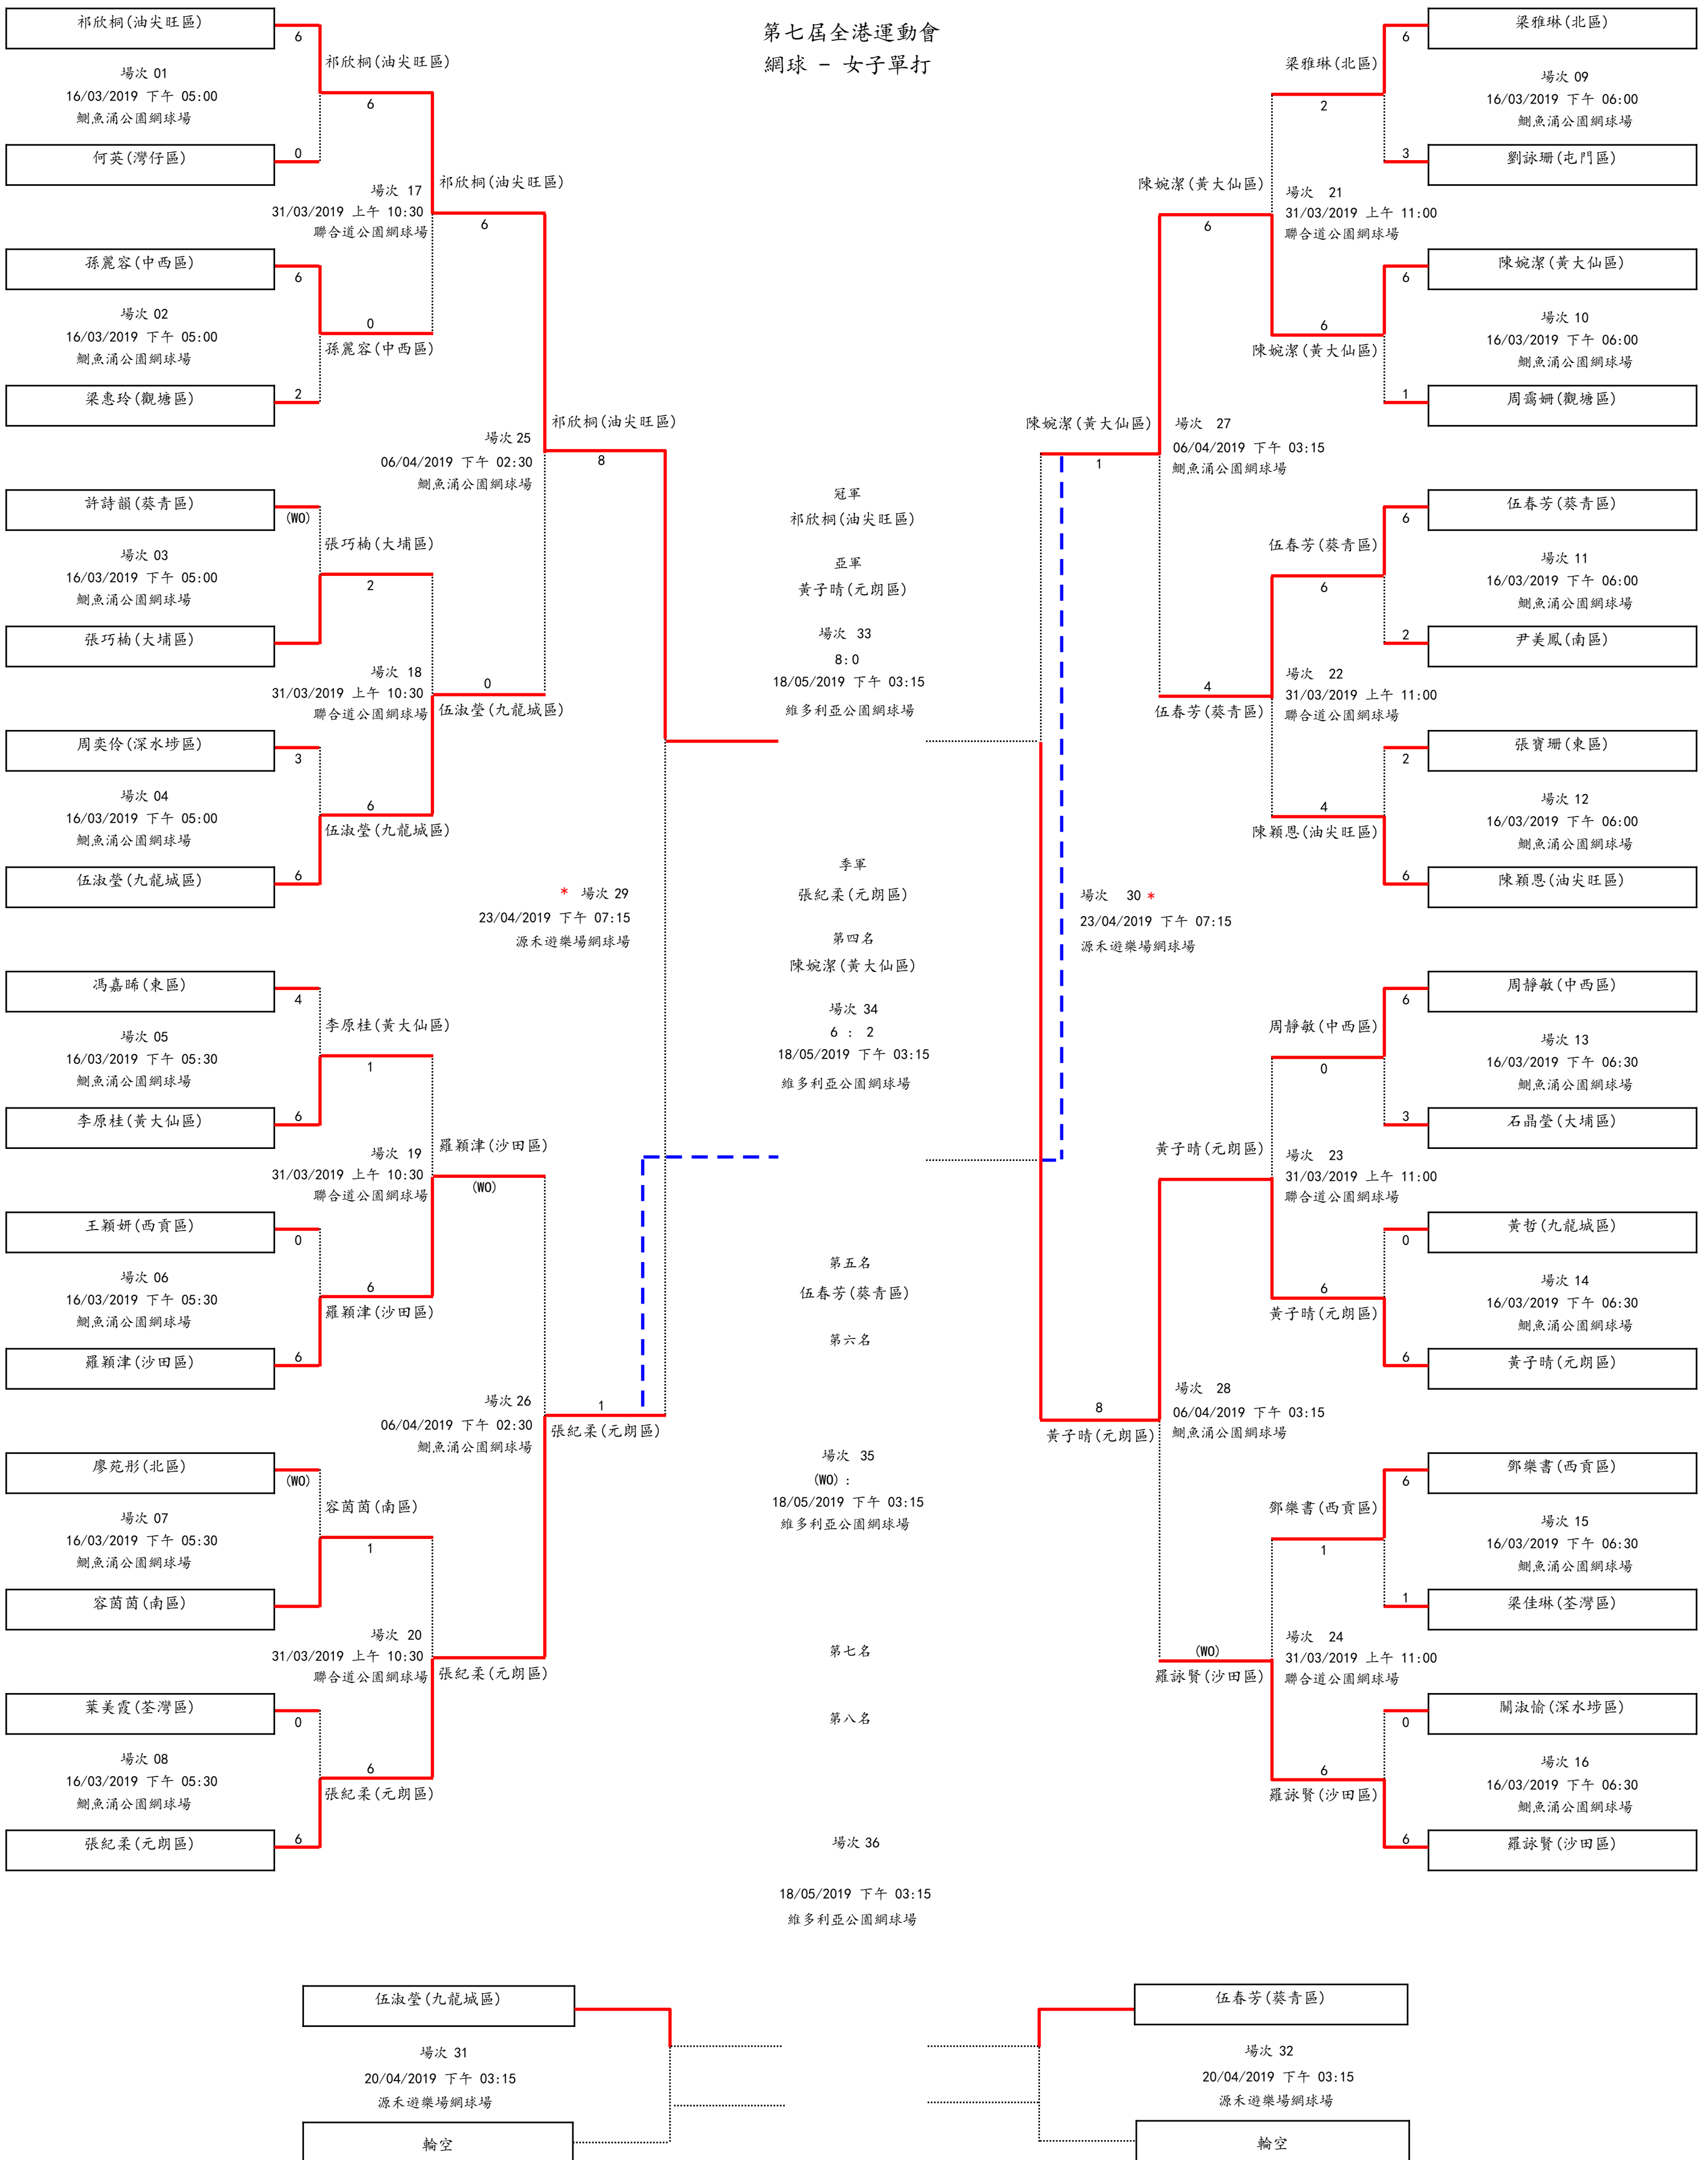 第七屆全港運動會
網球 - 女子單打
祁欣桐(油尖旺區)
6
場次 01
16/03/2019 下午 05:00
鰂魚涌公園網球場
何英(灣仔區)
0
祁欣桐(油尖旺區)
6
場次 17
31/03/2019 上午 10:30
聯合道公園網球場
孫麗容(中西區)
6
場次 02
16/03/2019 下午 05:00
鰂魚涌公園網球場
梁惠玲(觀塘區)
2
0
孫麗容(中西區)
祁欣桐(油尖旺區)
6
場次 25
06/04/2019 下午 02:30
鰂魚涌公園網球場
許詩韻(葵青區)
(WO)
場次 03
16/03/2019 下午 05:00
鰂魚涌公園網球場
張巧楠(大埔區)
張巧楠(大埔區)
2
場次 18
31/03/2019 上午 10:30
聯合道公園網球場
周奕伶(深水埗區)
3
場次 04
16/03/2019 下午 05:00
鰂魚涌公園網球場
伍淑瑩(九龍城區)
6
6
伍淑瑩(九龍城區)
0
伍淑瑩(九龍城區)
祁欣桐(油尖旺區)
8
* 場次 29
23/04/2019 下午 07:15
源禾遊樂場網球場
馮嘉晞(東區)
4
場次 05
16/03/2019 下午 05:30
鰂魚涌公園網球場
李原桂(黃大仙區)
6
李原桂(黃大仙區)
1
場次 19
31/03/2019 上午 10:30
聯合道公園網球場
王穎妍(西貢區)
0
場次 06
16/03/2019 下午 05:30
鰂魚涌公園網球場
羅穎津(沙田區)
6
6
羅穎津(沙田區)
羅穎津(沙田區)
(WO)
場次 26
06/04/2019 下午 02:30
鰂魚涌公園網球場
1
張紀柔(元朗區)
廖苑彤(北區)
(WO)
場次 07
16/03/2019 下午 05:30
鰂魚涌公園網球場
容茵茵(南區)
容茵茵(南區)
1
場次 20
31/03/2019 上午 10:30
聯合道公園網球場
張紀柔(元朗區)
葉美霞(荃灣區)
0
場次 08
16/03/2019 下午 05:30
鰂魚涌公園網球場
張紀柔(元朗區)
6
6
張紀柔(元朗區)
冠軍
祁欣桐(油尖旺區)
亞軍
黃子晴(元朗區)
場次 33
8:0
18/05/2019 下午 03:15
維多利亞公園網球場
季軍
張紀柔(元朗區)
第四名
陳婉潔(黃大仙區)
場次 34
6 : 2
18/05/2019 下午 03:15
維多利亞公園網球場
第五名
伍春芳(葵青區)
第六名
場次 35
(WO) :
18/05/2019 下午 03:15
維多利亞公園網球場
第七名
第八名
場次 36
18/05/2019 下午 03:15
維多利亞公園網球場
梁雅琳(北區)
6
場次 09
16/03/2019 下午 06:00
鰂魚涌公園網球場
劉詠珊(屯門區)
3
梁雅琳(北區)
2
場次 21
31/03/2019 上午 11:00
聯合道公園網球場
陳婉潔(黃大仙區)
6
場次 10
16/03/2019 下午 06:00
鰂魚涌公園網球場
周靄姍(觀塘區)
1
6
陳婉潔(黃大仙區)
陳婉潔(黃大仙區)
6
場次 27
06/04/2019 下午 03:15
鰂魚涌公園網球場
陳婉潔(黃大仙區)
1
伍春芳(葵青區)
6
場次 11
16/03/2019 下午 06:00
鰂魚涌公園網球場
尹美鳳(南區)
2
伍春芳(葵青區)
6
場次 22
31/03/2019 上午 11:00
聯合道公園網球場
4
伍春芳(葵青區)
張寶珊(東區)
2
場次 12
16/03/2019 下午 06:00
鰂魚涌公園網球場
陳穎恩(油尖旺區)
6
4
陳穎恩(油尖旺區)
場次 30 *
23/04/2019 下午 07:15
源禾遊樂場網球場
周靜敏(中西區)
6
場次 13
16/03/2019 下午 06:30
鰂魚涌公園網球場
石晶瑩(大埔區)
3
周靜敏(中西區)
0
場次 23
31/03/2019 上午 11:00
聯合道公園網球場
黃子晴(元朗區)
黃哲(九龍城區)
0
場次 14
16/03/2019 下午 06:30
鰂魚涌公園網球場
黃子晴(元朗區)
6
6
黃子晴(元朗區)
場次 28
06/04/2019 下午 03:15
鰂魚涌公園網球場
8
黃子晴(元朗區)
鄧樂書(西貢區)
6
場次 15
16/03/2019 下午 06:30
鰂魚涌公園網球場
梁佳琳(荃灣區)
1
鄧樂書(西貢區)
1
場次 24
31/03/2019 上午 11:00
聯合道公園網球場
(WO)
羅詠賢(沙田區)
關淑愉(深水埗區)
0
場次 16
16/03/2019 下午 06:30
鰂魚涌公園網球場
羅詠賢(沙田區)
6
6
羅詠賢(沙田區)
伍淑瑩(九龍城區)
場次 31
20/04/2019 下午 03:15
源禾遊樂場網球場
輪空
伍春芳(葵青區)
場次 32
20/04/2019 下午 03:15
源禾遊樂場網球場
輪空